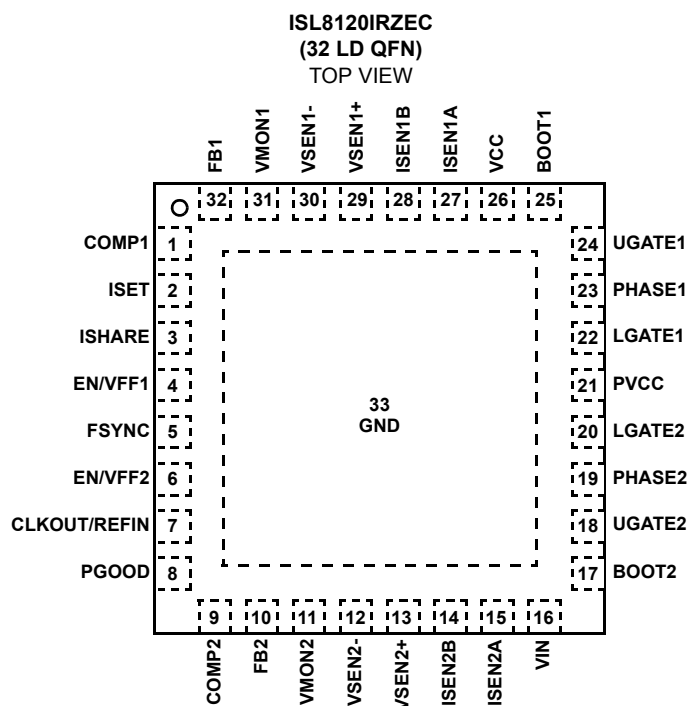 ISL8120IRZEC
(32 LD QFN)
TOP VIEW
FB1
VMON1
VSEN1-
VSEN1+
ISEN1B
ISEN1A
VCC
BOOT1
32 31 30 29 28 27 26 25
COMP1 1
ISET 2
ISHARE 3
EN/VFF1 4
FSYNC 5
EN/VFF2 6
CLKOUT/REFIN 7
PGOOD 8
33
GND
24 UGATE1
23 PHASE1
22 LGATE1
21 PVCC
20 LGATE2
19 PHASE2
18 UGATE2
17 BOOT2
9 10 11 12 13 14 15 16
COMP2
FB2
VMON2
VSEN2-
VSEN2+
ISEN2B
ISEN2A
VIN